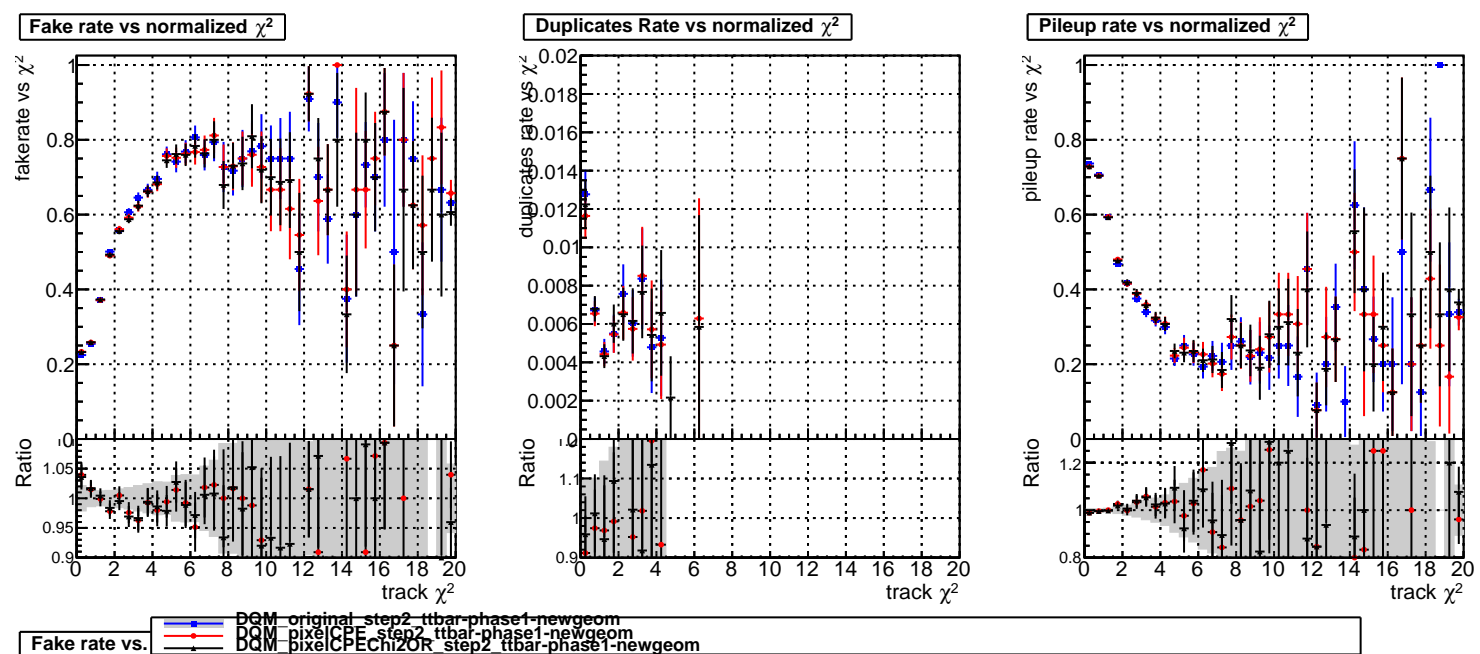 Fake rate vs normalized χ²
Duplicates Rate vs normalized χ²
Pileup rate vs normalized χ²
fakerate vs χ²
1
0.8
0.6
0.4
0.2
0
Ratio
1.05
1
0.95
0.9
0 2 4 6 8 10 12 14 16 18 20
track χ²
duplicates rate vs χ²
0.02
0.018
0.016
0.014
0.012
0.01
0.008
0.006
0.004
0.002
0
Ratio
1.1
1
0.9
0 2 4 6 8 10 12 14 16 18 20
track χ²
pileup rate vs χ²
1
0.8
0.6
0.4
0.2
0
Ratio
1.2
1
0.8
0 2 4 6 8 10 12 14 16 18 20
track χ²
Fake rate vs.
DQM_original_step2_ttbar-phase1-newgeom
DQM_pixelCPE_step2_ttbar-phase1-newgeom
DQM_pixelCPEChi2OR_step2_ttbar-phase1-newgeom